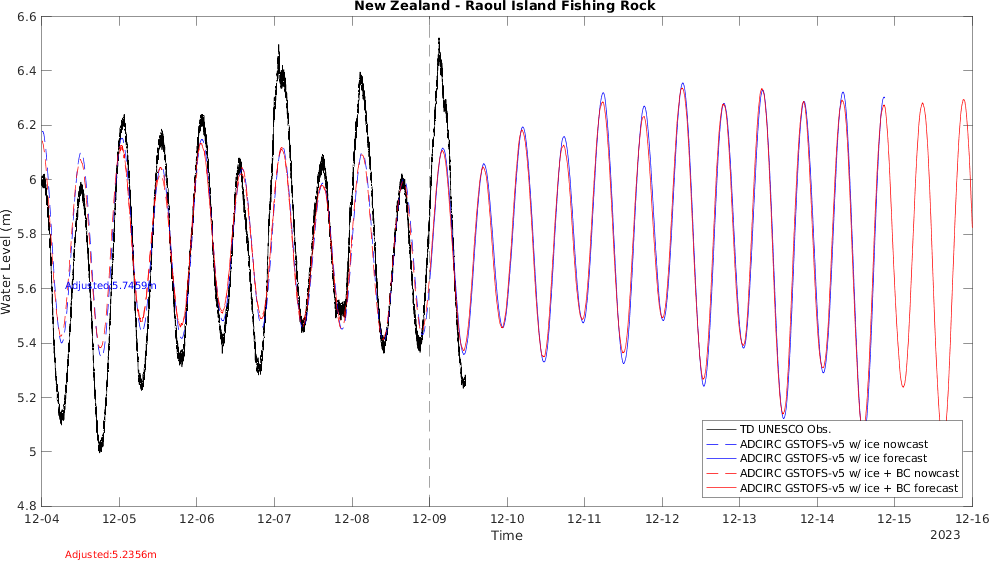 New Zealand - Raoul Island Fishing Rock
6.6
6.4
6.2
6
5.8
5.6
5.4
5.2
5
4.8
Water Level (m)
Adjusted:5.7459m
TD UNESCO Obs.
ADCIRC GSTOFS-v5 w/ ice nowcast
ADCIRC GSTOFS-v5 w/ ice forecast
ADCIRC GSTOFS-v5 w/ ice + BC nowcast
ADCIRC GSTOFS-v5 w/ ice + BC forecast
12-04 12-05 12-06 12-07 12-08 12-09 12-10 12-11 12-12 12-13 12-14 12-15 12-16
Time
2023
Adjusted:5.2356m